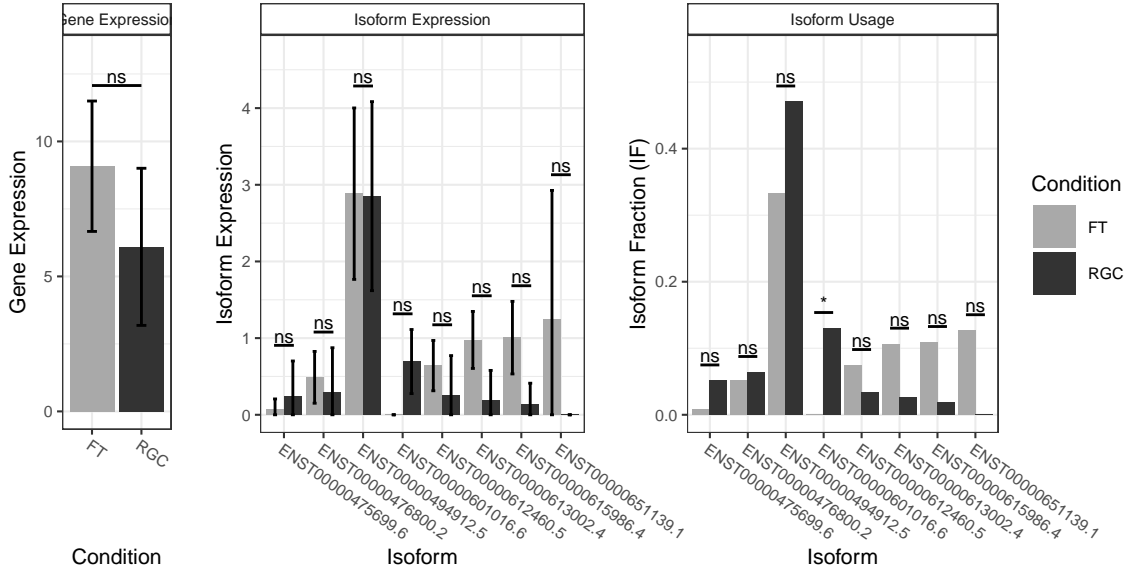 Gene Expression
Isoform Expression
Isoform Usage
ns
ns
ns
ns
ns
ns
ns
ns
ns
ns
ns
ns
*
ns
ns
ns
ns
Gene Expression
10
5
0
Isoform Expression
4
3
2
1
0
Isoform Fraction (IF)
0.4
0.2
0.0
Condition
FT
RGC
FT
RGC
ENST00000475699.6
ENST00000476800.2
ENST00000494912.5
ENST00000601016.6
ENST00000612460.5
ENST00000613002.4
ENST00000615986.4
ENST00000651139.1
ENST00000475699.6
ENST00000476800.2
ENST00000494912.5
ENST00000601016.6
ENST00000612460.5
ENST00000613002.4
ENST00000615986.4
ENST00000651139.1
Condition
Isoform
Isoform